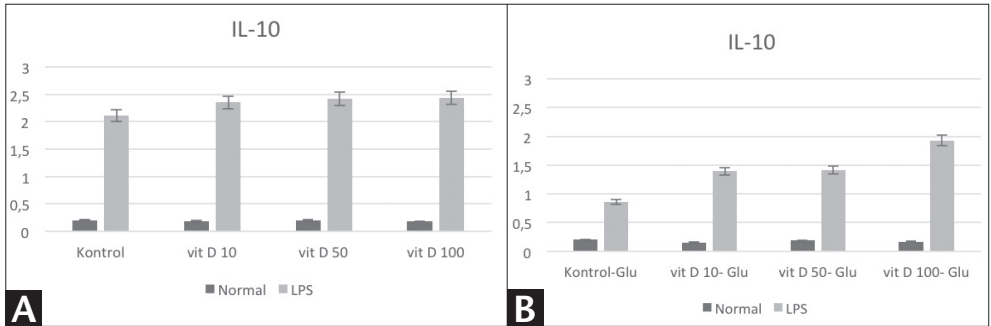 IL-10
3
2,5
2
1,5
1
0,5
0
Kontrol vit D 10 vit D 50 vit D 100
Normal LPS
A
IL-10
3
2,5
2
1,5
1
0,5
0
Kontrol-Glu vit D 10- Glu vit D 50- Glu vit D 100- Glu
Normal LPS
B